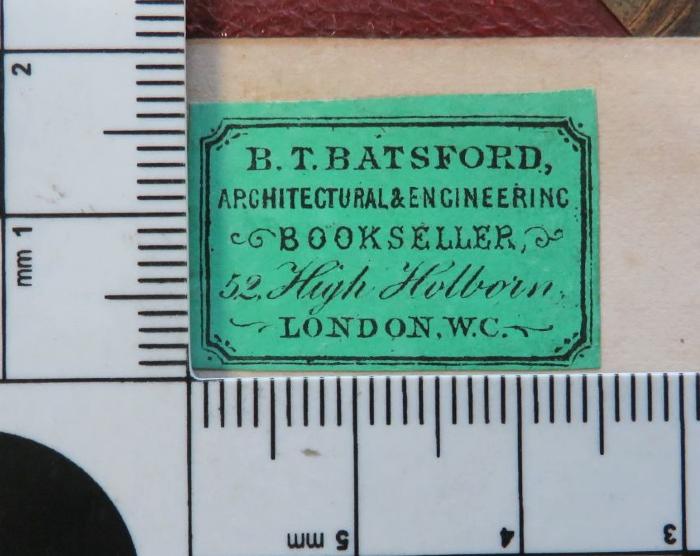 B. T. BATSFORD,
ARCHITECTURAL & ENGINEERING
BOOKSELLER,
52, High Holborn,
LONDON, W.C.
2
mm 1
5 mm
4
3